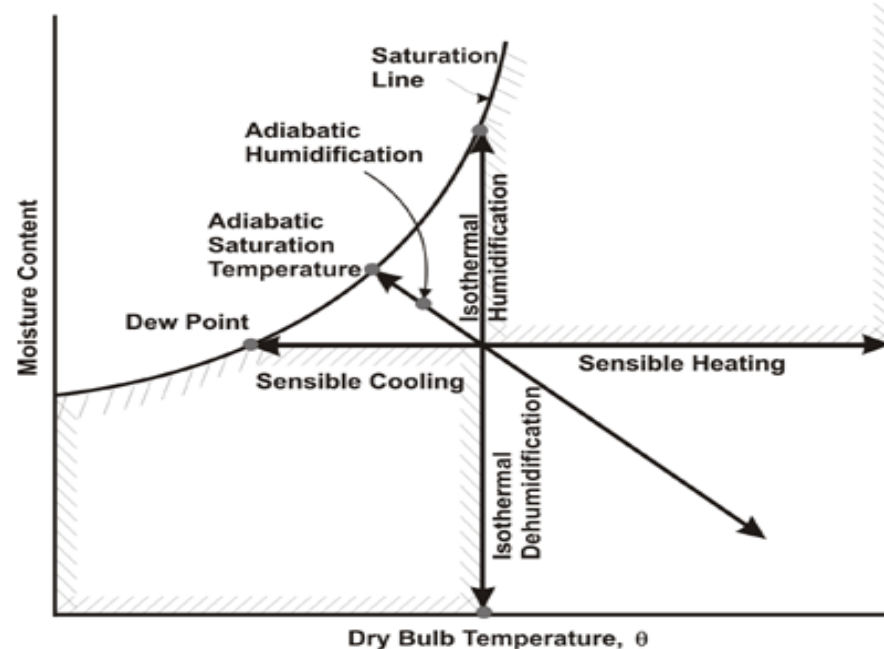 Saturation
Line
Adiabatic
Humidification
Adiabatic
Saturation
Temperature
Dew Point
Isothermal
Humidification
Sensible Cooling
Sensible Heating
Isothermal
Dehumidification
Moisture Content
Dry Bulb Temperature, θ